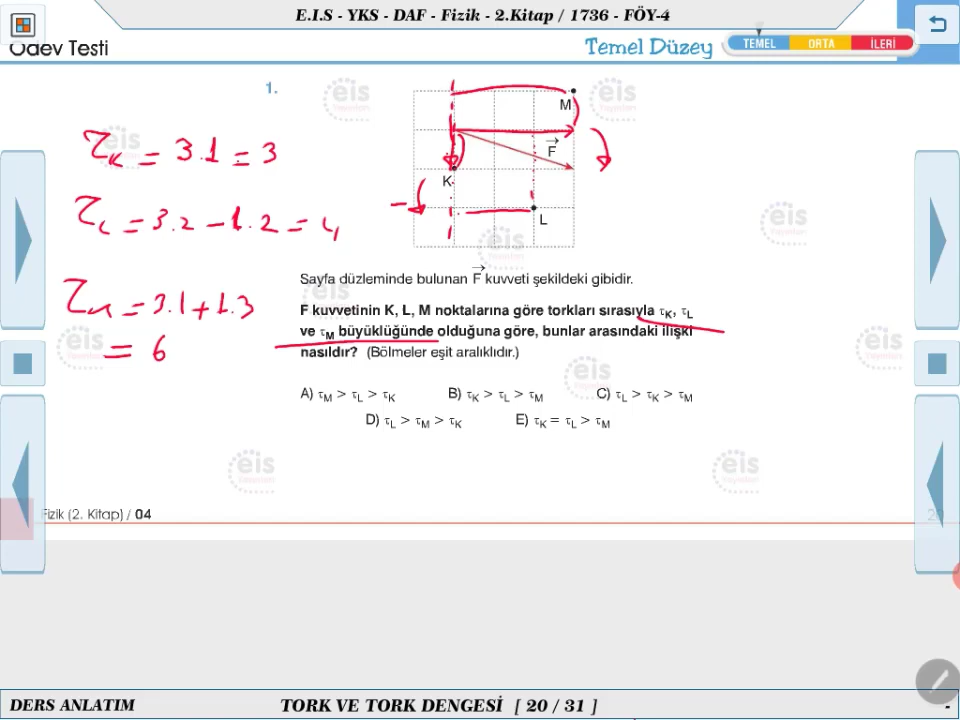 E.I.S - YKS - DAF - Fizik - 2.Kitap / 1736 - FÖY-4
Ödev Testi
Temel Düzey
TEMEL ORTA İLERİ
1.
eis
Yayınları
M
F
K
L
τK = 3.1 = 3
τL = 3.2 - 1.2 = 4
τM = 3.1 + 1.3
= 6
Sayfa düzleminde bulunan F kuvveti şekildeki gibidir.
F kuvvetinin K, L, M noktalarına göre torkları sırasıyla τK, τL
ve τM büyüklüğünde olduğuna göre, bunlar arasındaki ilişki
nasıldır? (Bölmeler eşit aralıklıdır.)
A) τM > τL > τK B) τK > τL > τM C) τL > τK > τM
D) τL > τM > τK E) τK = τL > τM
Fizik (2. Kitap) / 04
DERS ANLATIM
TORK VE TORK DENGESİ [ 20 / 31 ]
-